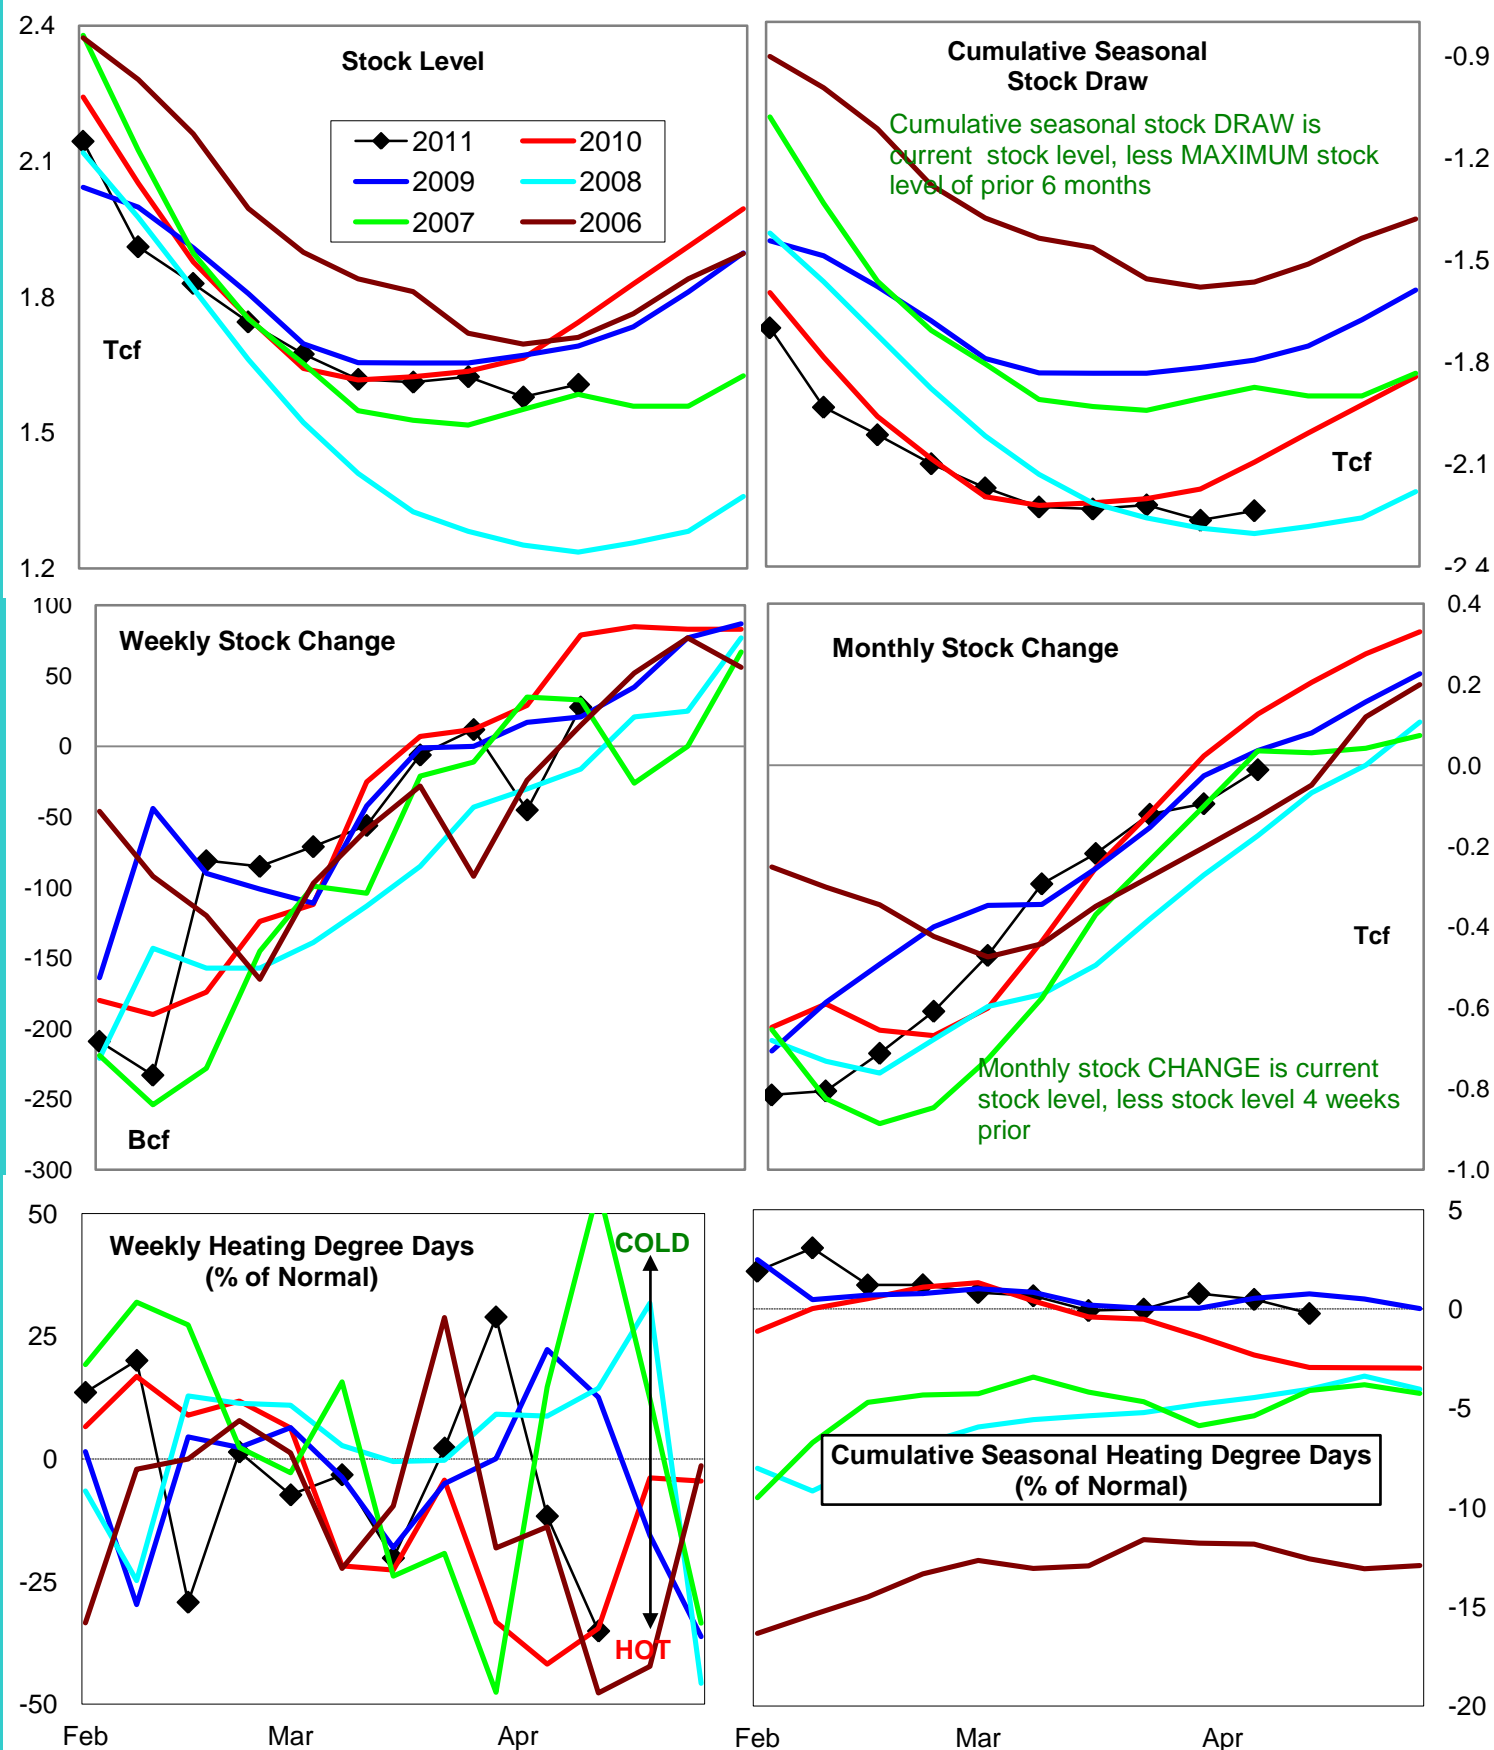 2.4
2.1
1.8
1.5
1.2
Stock Level
2011
2010
2009
2008
2007
2006
Tcf
Cumulative Seasonal
Stock Draw
Cumulative seasonal stock DRAW is
current stock level, less MAXIMUM stock
level of prior 6 months
Tcf
-0.9
-1.2
-1.5
-1.8
-2.1
-2.4
100
50
0
-50
-100
-150
-200
-250
-300
Weekly Stock Change
Bcf
Monthly Stock Change
Tcf
Monthly stock CHANGE is current
stock level, less stock level 4 weeks
prior
0.4
0.2
0.0
-0.2
-0.4
-0.6
-0.8
-1.0
50
25
0
-25
-50
Weekly Heating Degree Days
(% of Normal)
COLD
HOT
Feb
Mar
Apr
Cumulative Seasonal Heating Degree Days
(% of Normal)
5
0
-5
-10
-15
-20
Feb
Mar
Apr